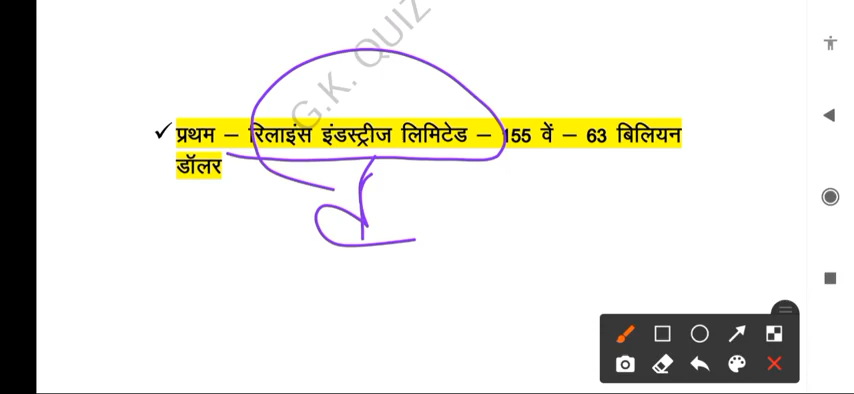 G.K. QUIZ
✓ प्रथम – रिलाइंस इंडस्ट्रीज लिमिटेड – 155 वें – 63 बिलियन
डॉलर